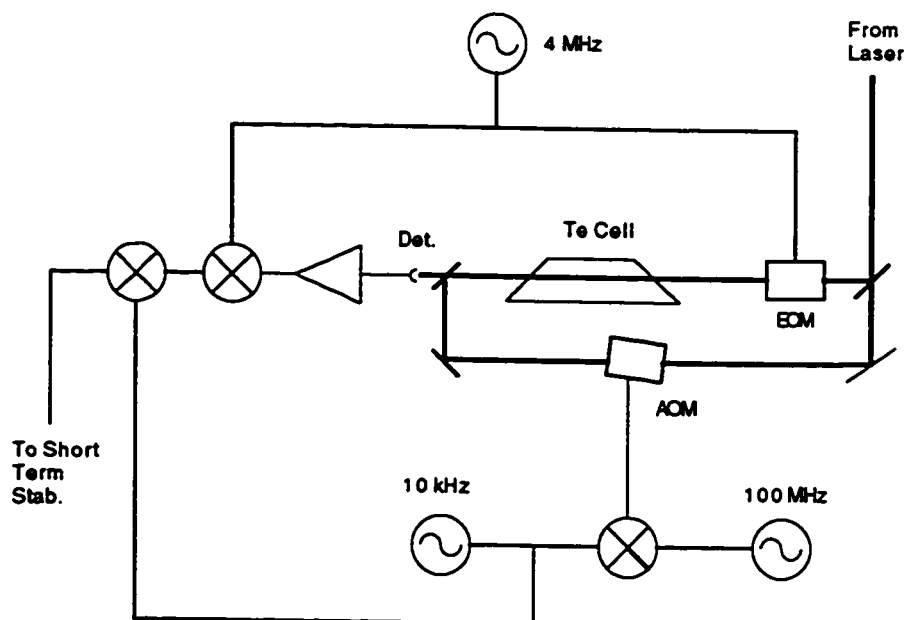 4 MHz
From
Laser
Det.
Te Cell
EOM
AOM
To Short
Term
Stab.
10 kHz
100 MHz